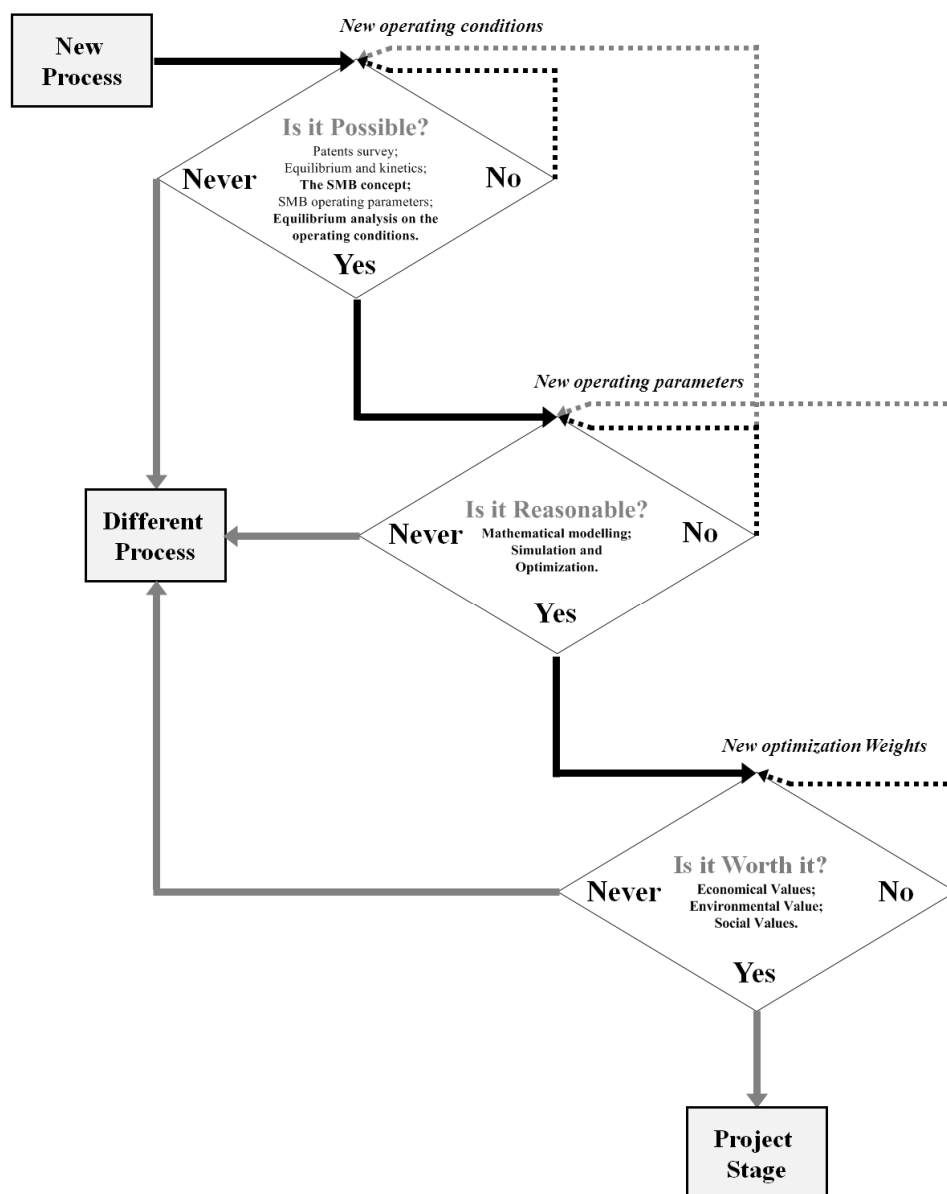 New operating conditions
New
Process
Is it Possible?
Patents survey;
Equilibrium and kinetics;
Never
No
The SMB concept;
SMB operating parameters;
Equilibrium analysis on the
operating conditions.
Yes
New operating parameters
Different
Process
Is it Reasonable?
Never
No
Mathematical modelling;
Simulation and
Optimization.
Yes
New optimization Weights
Is it Worth it?
Never
No
Economical Values;
Environmental Value;
Social Values.
Yes
Project
Stage